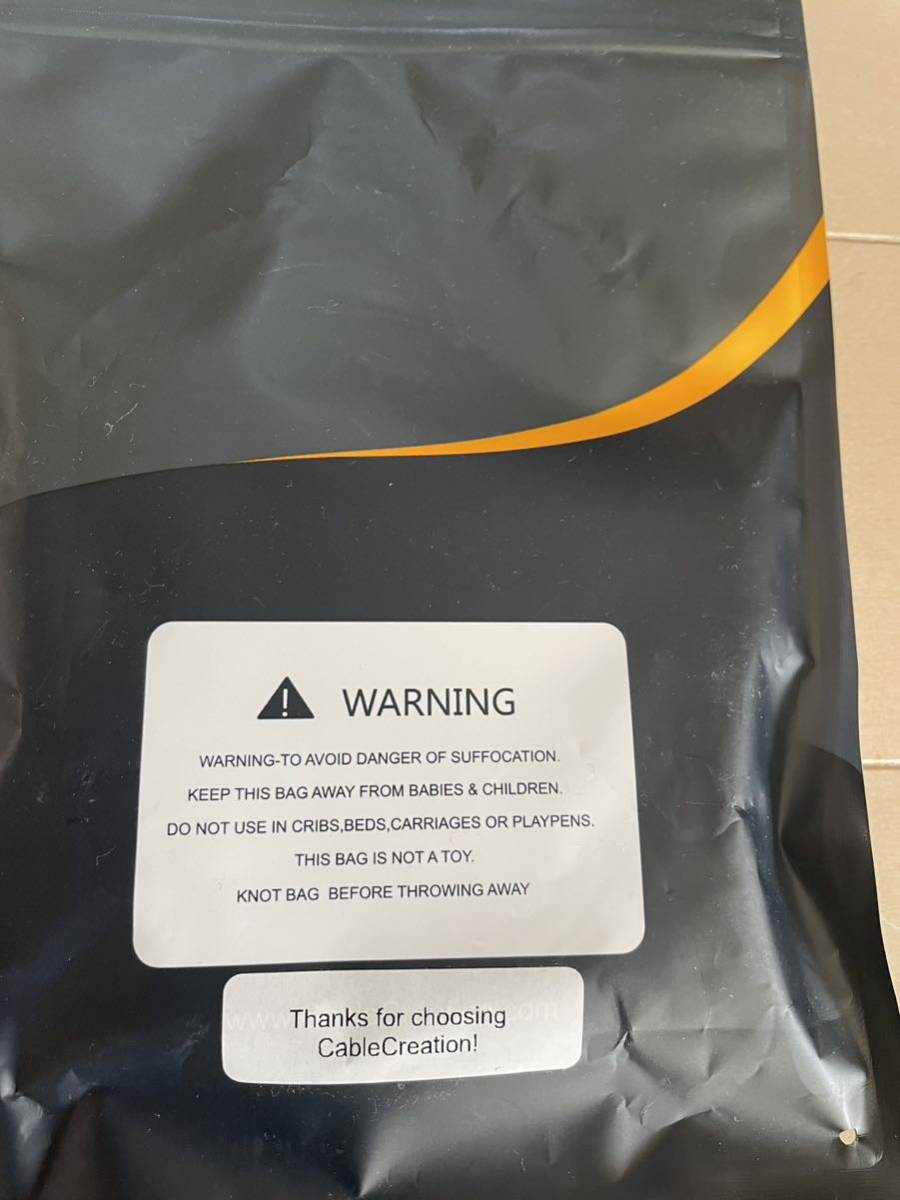 WARNING
WARNING-TO AVOID DANGER OF SUFFOCATION.
KEEP THIS BAG AWAY FROM BABIES & CHILDREN.
DO NOT USE IN CRIBS,BEDS,CARRIAGES OR PLAYPENS.
THIS BAG IS NOT A TOY.
KNOT BAG BEFORE THROWING AWAY
Thanks for choosing
CableCreation!